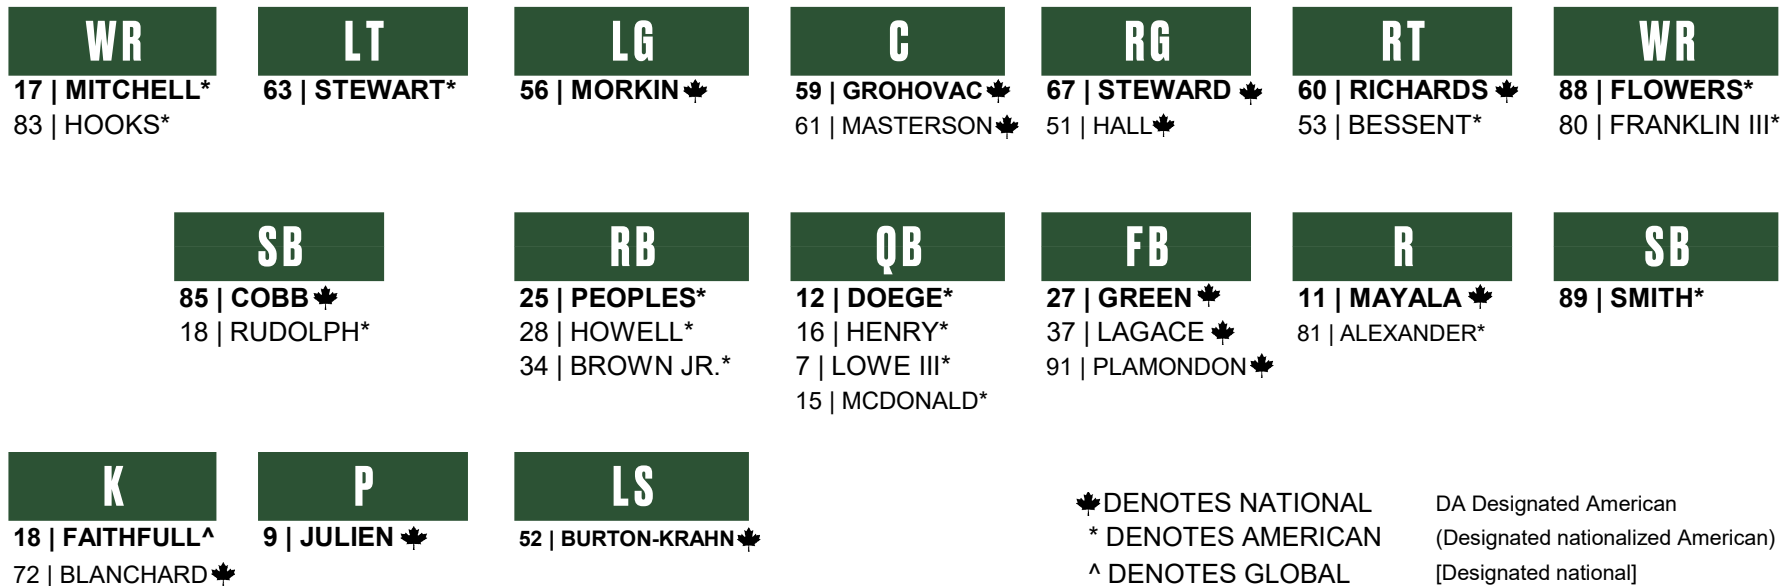 WR LT LG C RG RT WR
17 | MITCHELL* 63 | STEWART* 56 | MORKIN🍁 59 | GROHOVAC🍁 67 | STEWARD 🍁 60 | RICHARDS 🍁 88 | FLOWERS*
83 | HOOKS* 61 | MASTERSON🍁 51 | HALL🍁 53 | BESSENT* 80 | FRANKLIN III*
SB RB QB FB R SB
85 | COBB 🍁 25 | PEOPLES* 12 | DOEGE* 27 | GREEN 🍁 11 | MAYALA 🍁 89 | SMITH*
18 | RUDOLPH* 28 | HOWELL* 16 | HENRY* 37 | LAGACE 🍁 81 | ALEXANDER*
34 | BROWN JR.* 7 | LOWE III* 91 | PLAMONDON🍁
15 | MCDONALD*
K P LS
🍁DENOTES NATIONAL DA Designated American
18 | FAITHFULL^ 9 | JULIEN 🍁 52 | BURTON-KRAHN🍁 * DENOTES AMERICAN (Designated nationalized American)
72 | BLANCHARD🍁 ^ DENOTES GLOBAL [Designated national]